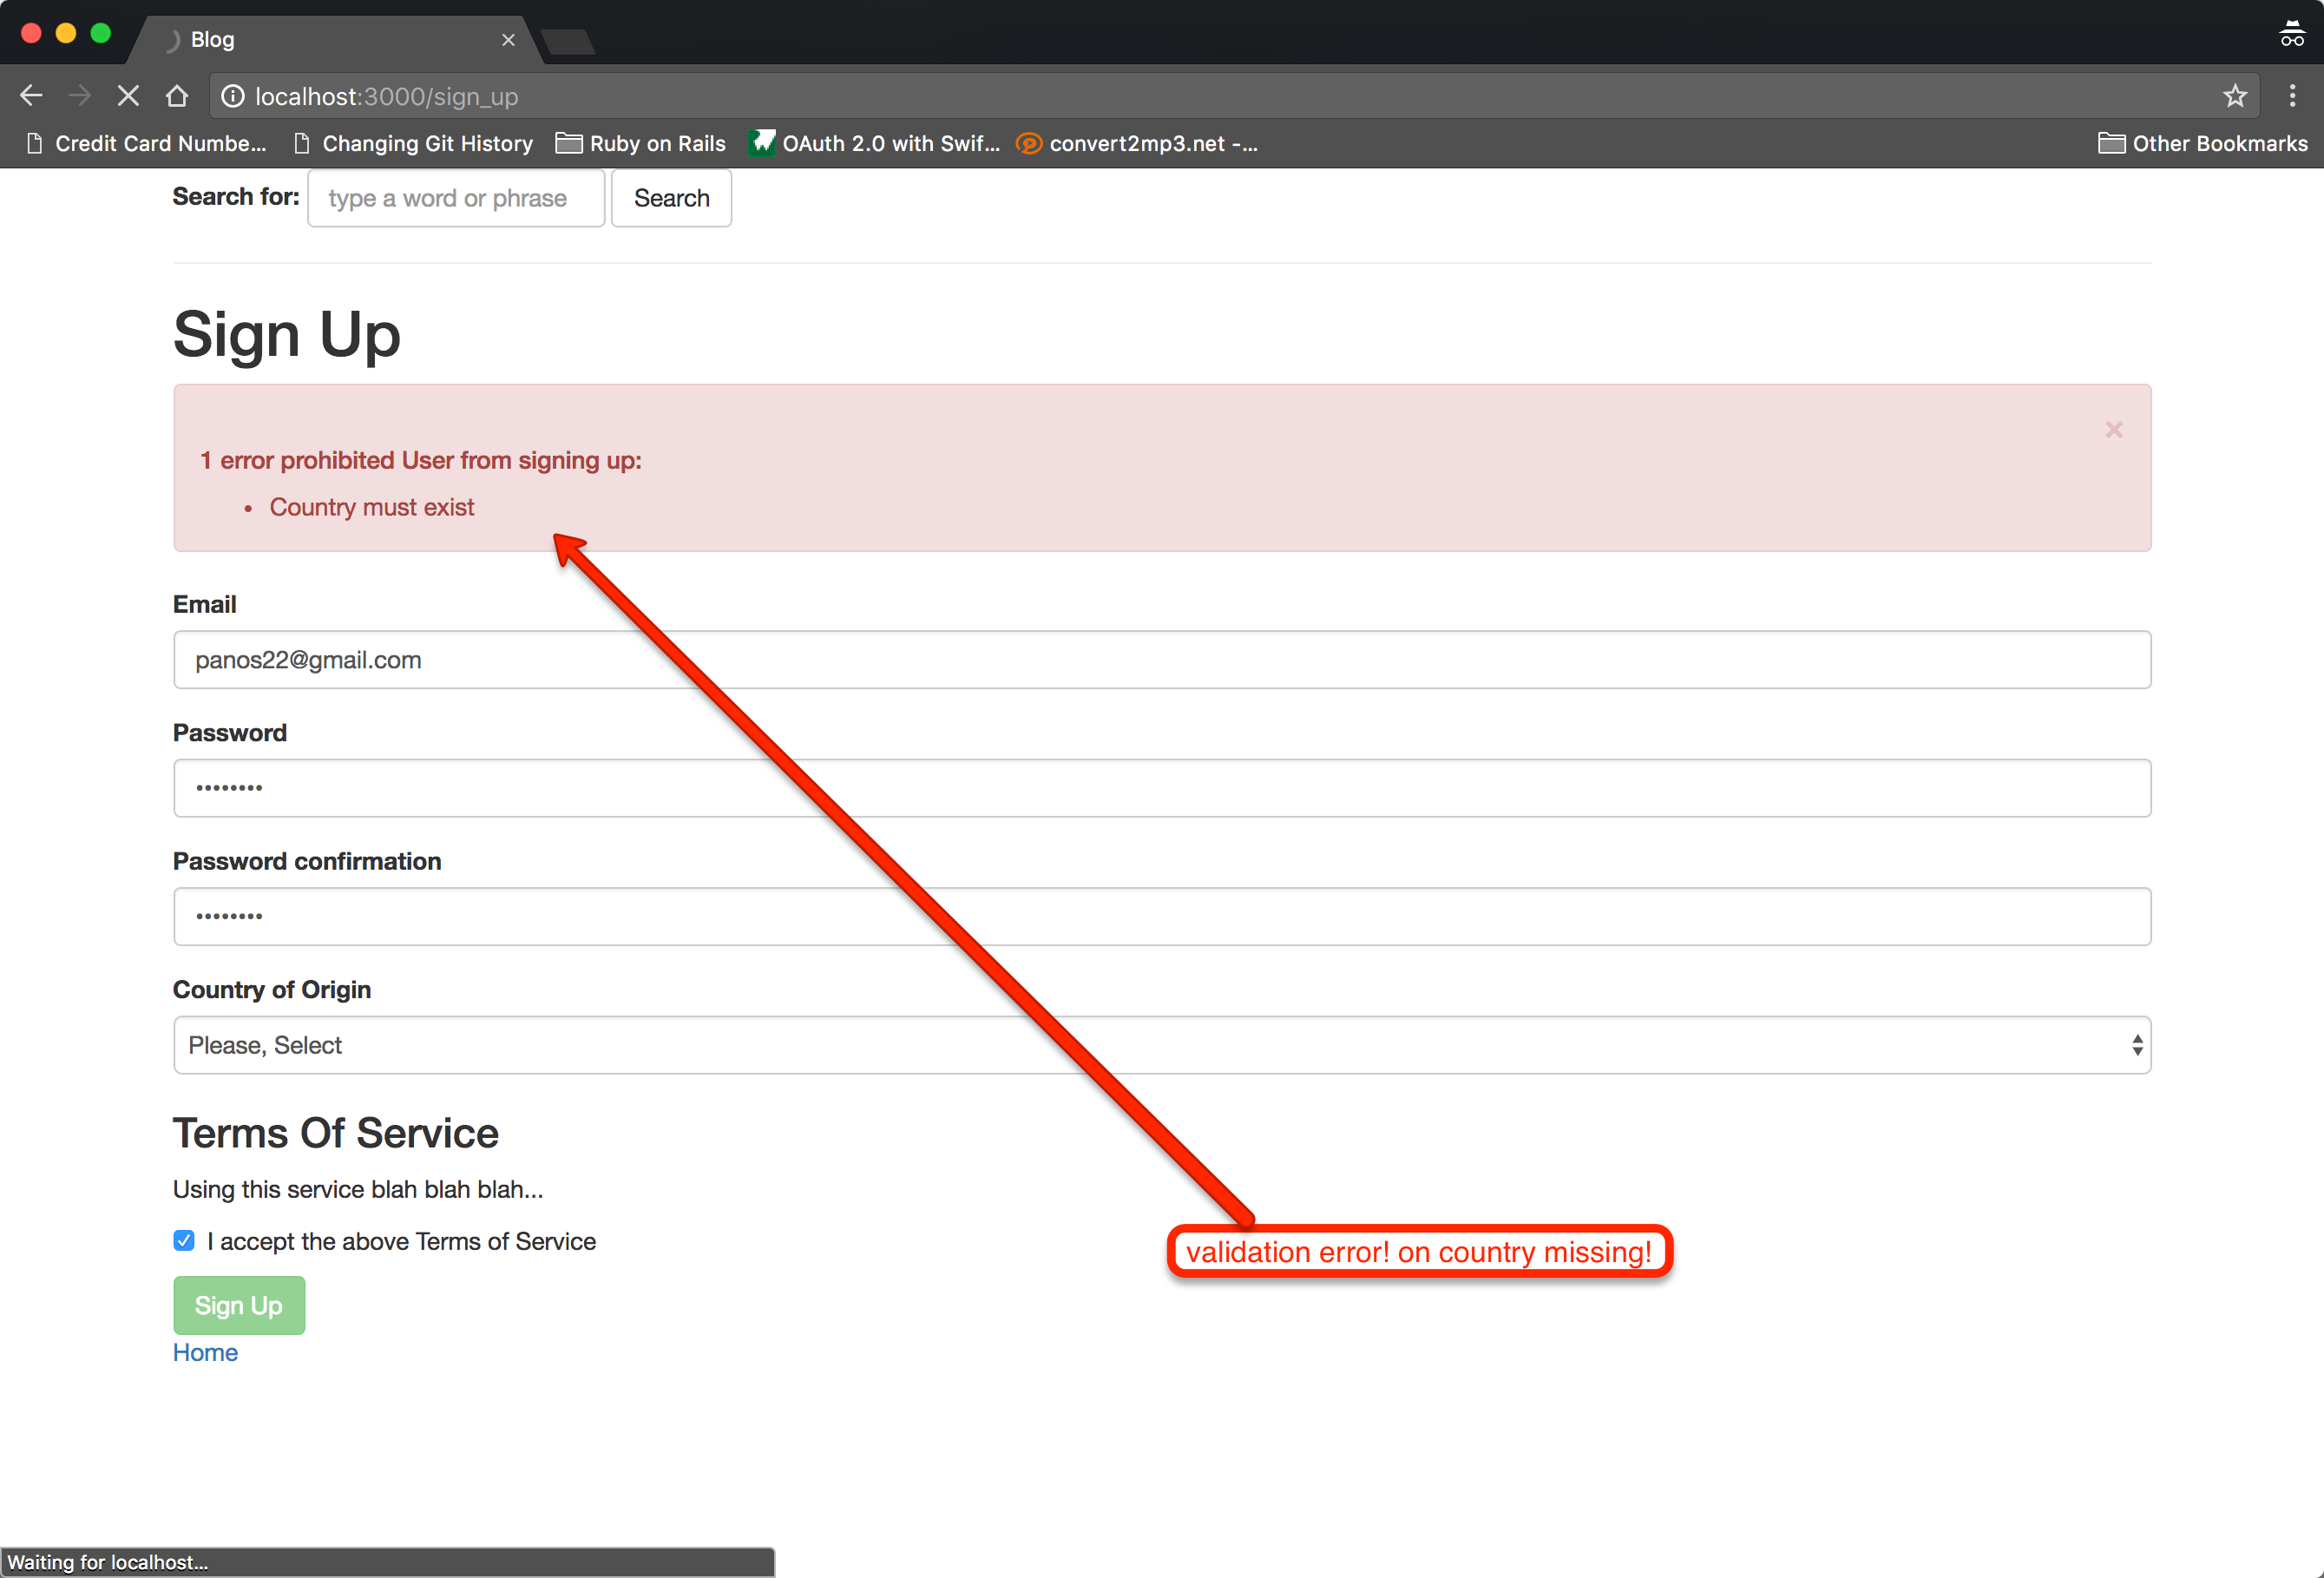 Blog
localhost:3000/sign_up
Credit Card Numbe... Changing Git History Ruby on Rails OAuth 2.0 with Swif... convert2mp3.net -... Other Bookmarks
Search for: type a word or phrase Search
Sign Up
1 error prohibited User from signing up:
• Country must exist
Email
panos22@gmail.com
Password
••••••••
Password confirmation
••••••••
Country of Origin
Please, Select
Terms Of Service
Using this service blah blah blah...
I accept the above Terms of Service
validation error! on country missing!
Sign Up
Home
Waiting for localhost...